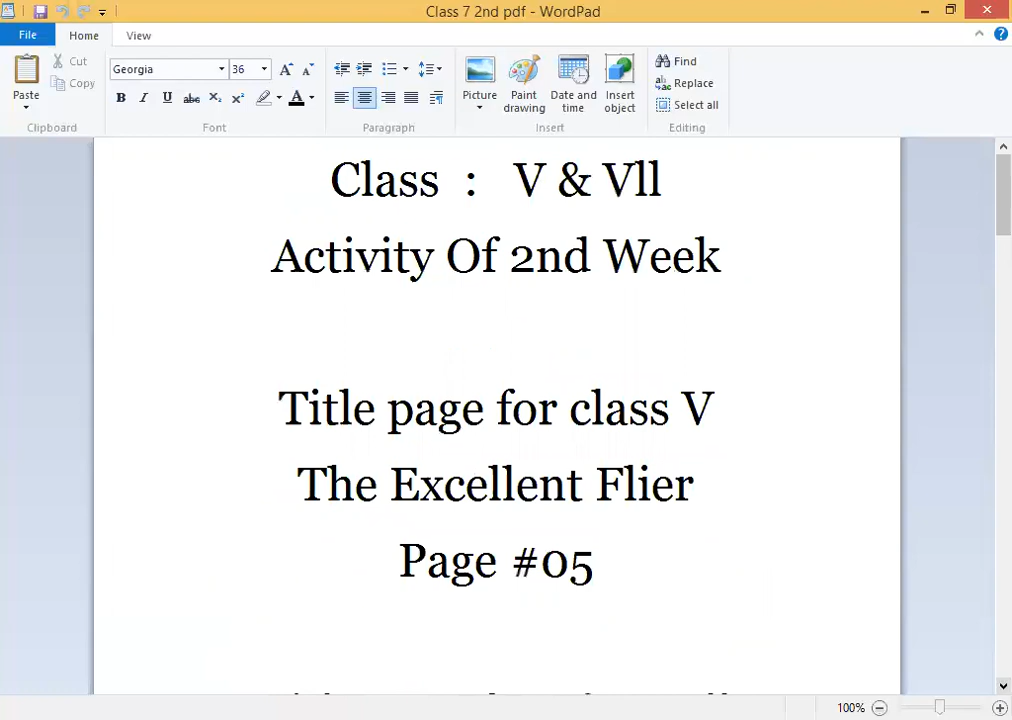 Class 7 2nd pdf - WordPad
File
Home
View
Paste
Cut
Copy
Clipboard
Georgia
36
Font
Paragraph
Picture
Paint drawing
Date and time
Insert object
Insert
Find
Replace
Select all
Editing
Class : V & Vll
Activity Of 2nd Week
Title page for class V
The Excellent Flier
Page #05
100%